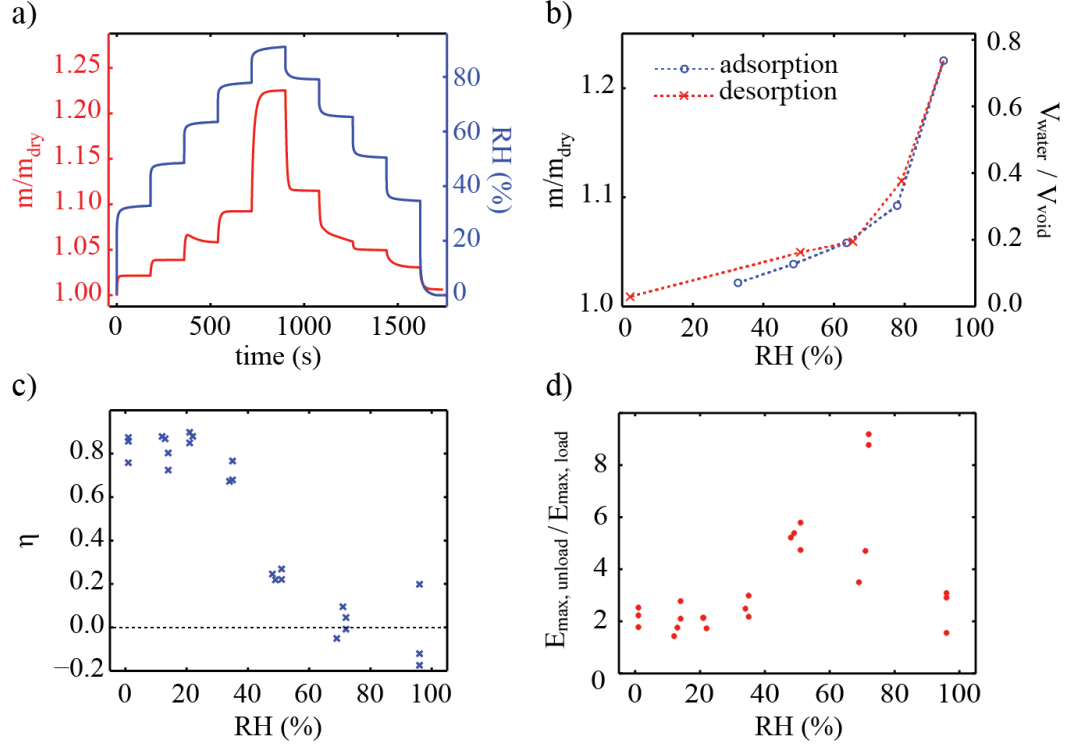 a)
1.25
1.20
1.15
1.10
1.05
1.00
m/m_dry
80
60
40
20
0
RH (%)
0 500 1000 1500
time (s)
b)
1.2
1.1
1.0
m/m_dry
adsorption
desorption
0.8
0.6
0.4
0.2
0.0
V_water / V_void
0 20 40 60 80 100
RH (%)
c)
0.8
0.6
0.4
0.2
0.0
−0.2
η
0 20 40 60 80 100
RH (%)
d)
8
6
4
2
0
E_max, unload / E_max, load
0 20 40 60 80 100
RH (%)